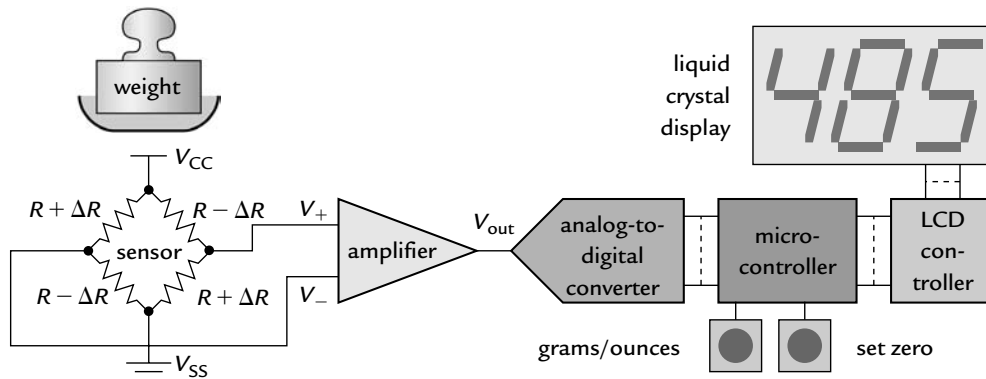 weight
liquid
crystal
display
485
V_CC
R + ΔR
R − ΔR
sensor
R − ΔR
R + ΔR
V_SS
V_+
V_−
amplifier
V_out
analog-to-
digital
converter
micro-
controller
LCD
con-
troller
grams/ounces
set zero